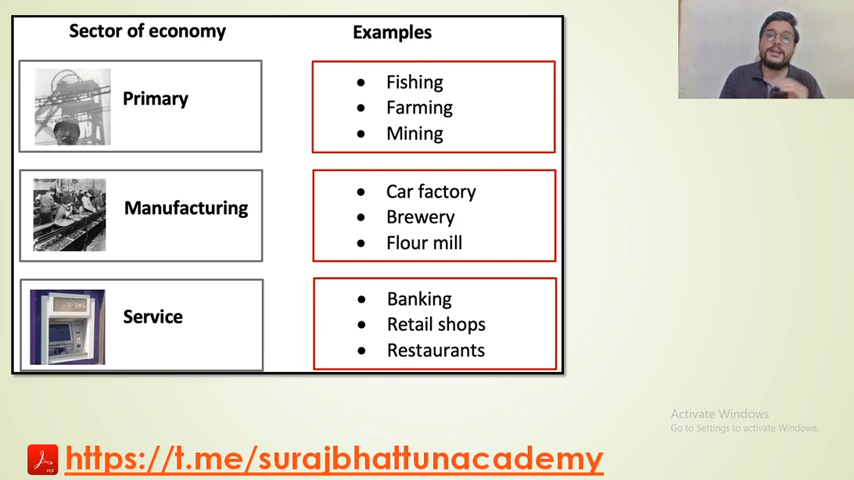 Sector of economy
Examples
Primary
• Fishing
• Farming
• Mining
Manufacturing
• Car factory
• Brewery
• Flour mill
Service
• Banking
• Retail shops
• Restaurants
Activate Windows
Go to Settings to activate Windows.
PDF
https://t.me/surajbhattunacademy